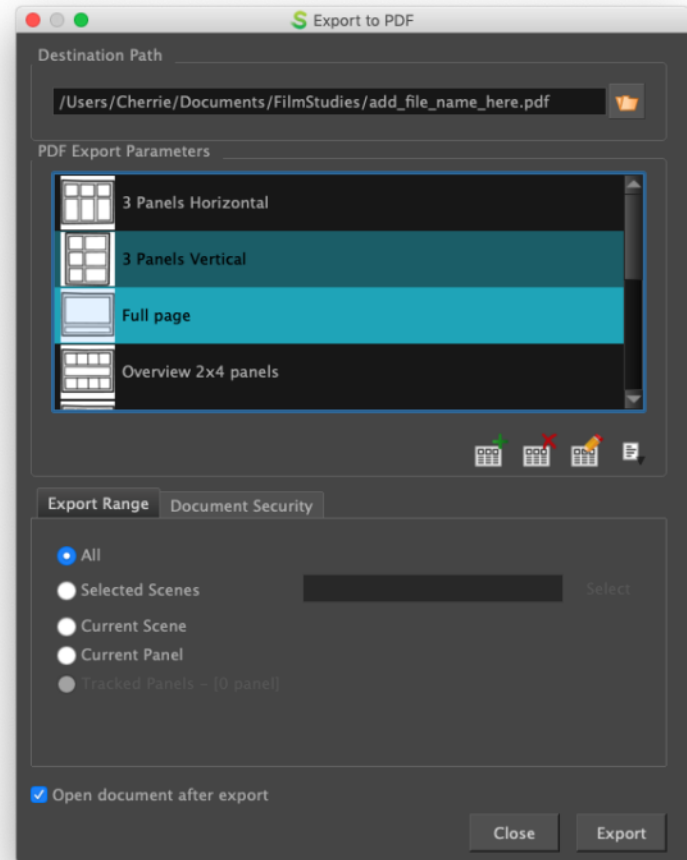 Export to PDF
Destination Path
/Users/Cherrie/Documents/FilmStudies/add_file_name_here.pdf
PDF Export Parameters
3 Panels Horizontal
3 Panels Vertical
Full page
Overview 2x4 panels
Export Range Document Security
All
Selected Scenes Select
Current Scene
Current Panel
Tracked Panels - [0 panel]
Open document after export
Close Export